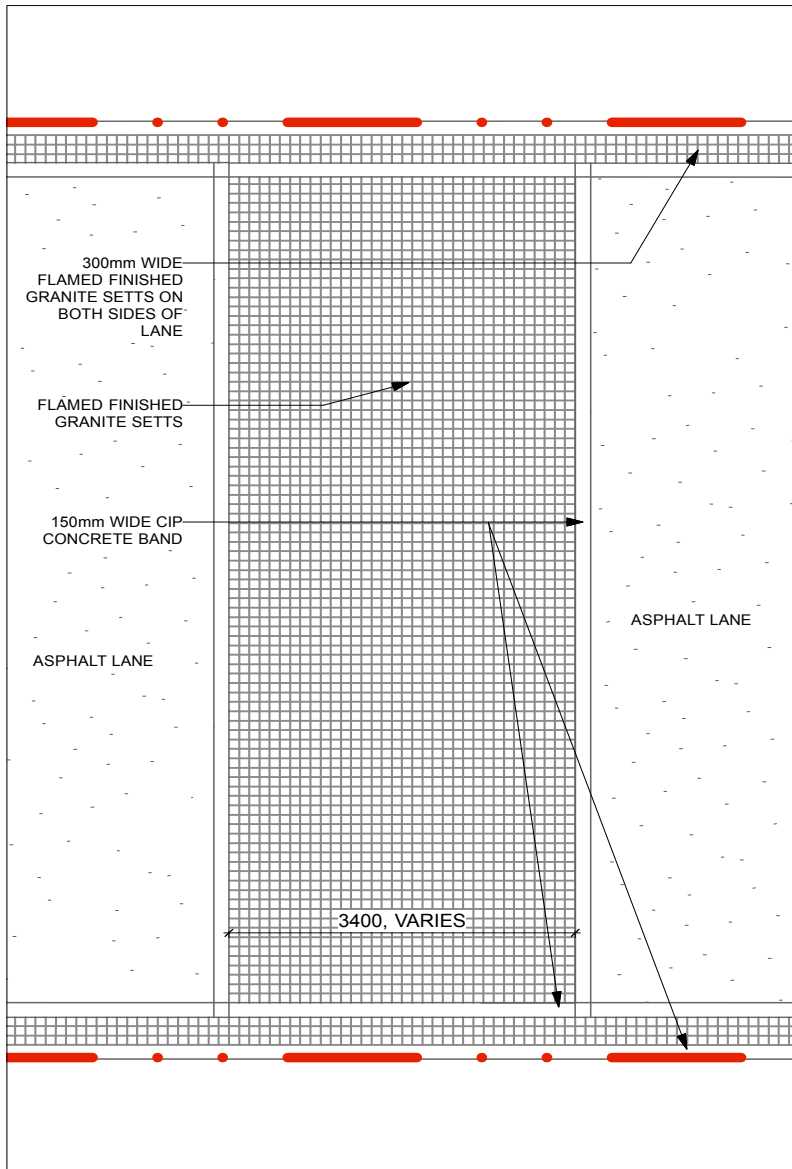 300mm WIDE
FLAMED FINISHED
GRANITE SETTS ON
BOTH SIDES OF
LANE
FLAMED FINISHED
GRANITE SETTS
150mm WIDE CIP
CONCRETE BAND
ASPHALT LANE
ASPHALT LANE
3400, VARIES